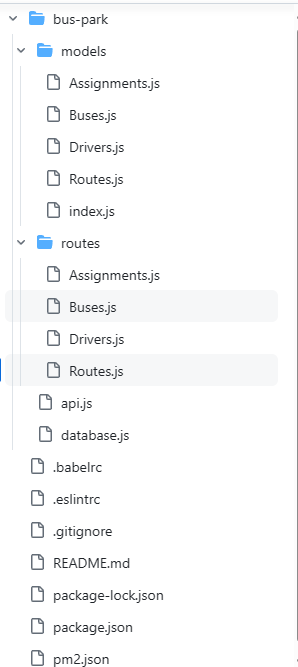 bus-park
models
Assignments.js
Buses.js
Drivers.js
Routes.js
index.js
routes
Assignments.js
Buses.js
Drivers.js
Routes.js
api.js
database.js
.babelrc
.eslintrc
.gitignore
README.md
package-lock.json
package.json
pm2.json